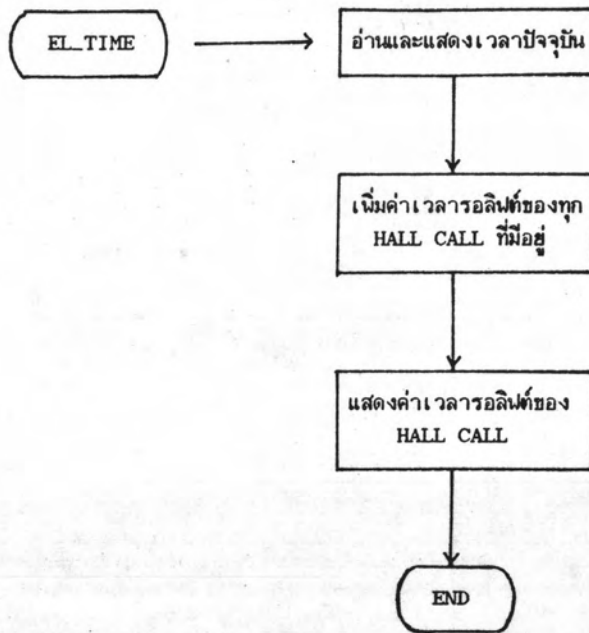 EL_TIME
อ่านและแสดงเวลาปัจจุบัน
เพิ่มค่าเวลารอลิฟต์ของทุก
HALL CALL ที่มีอยู่
แสดงค่าเวลารอลิฟต์ของ
HALL CALL
END